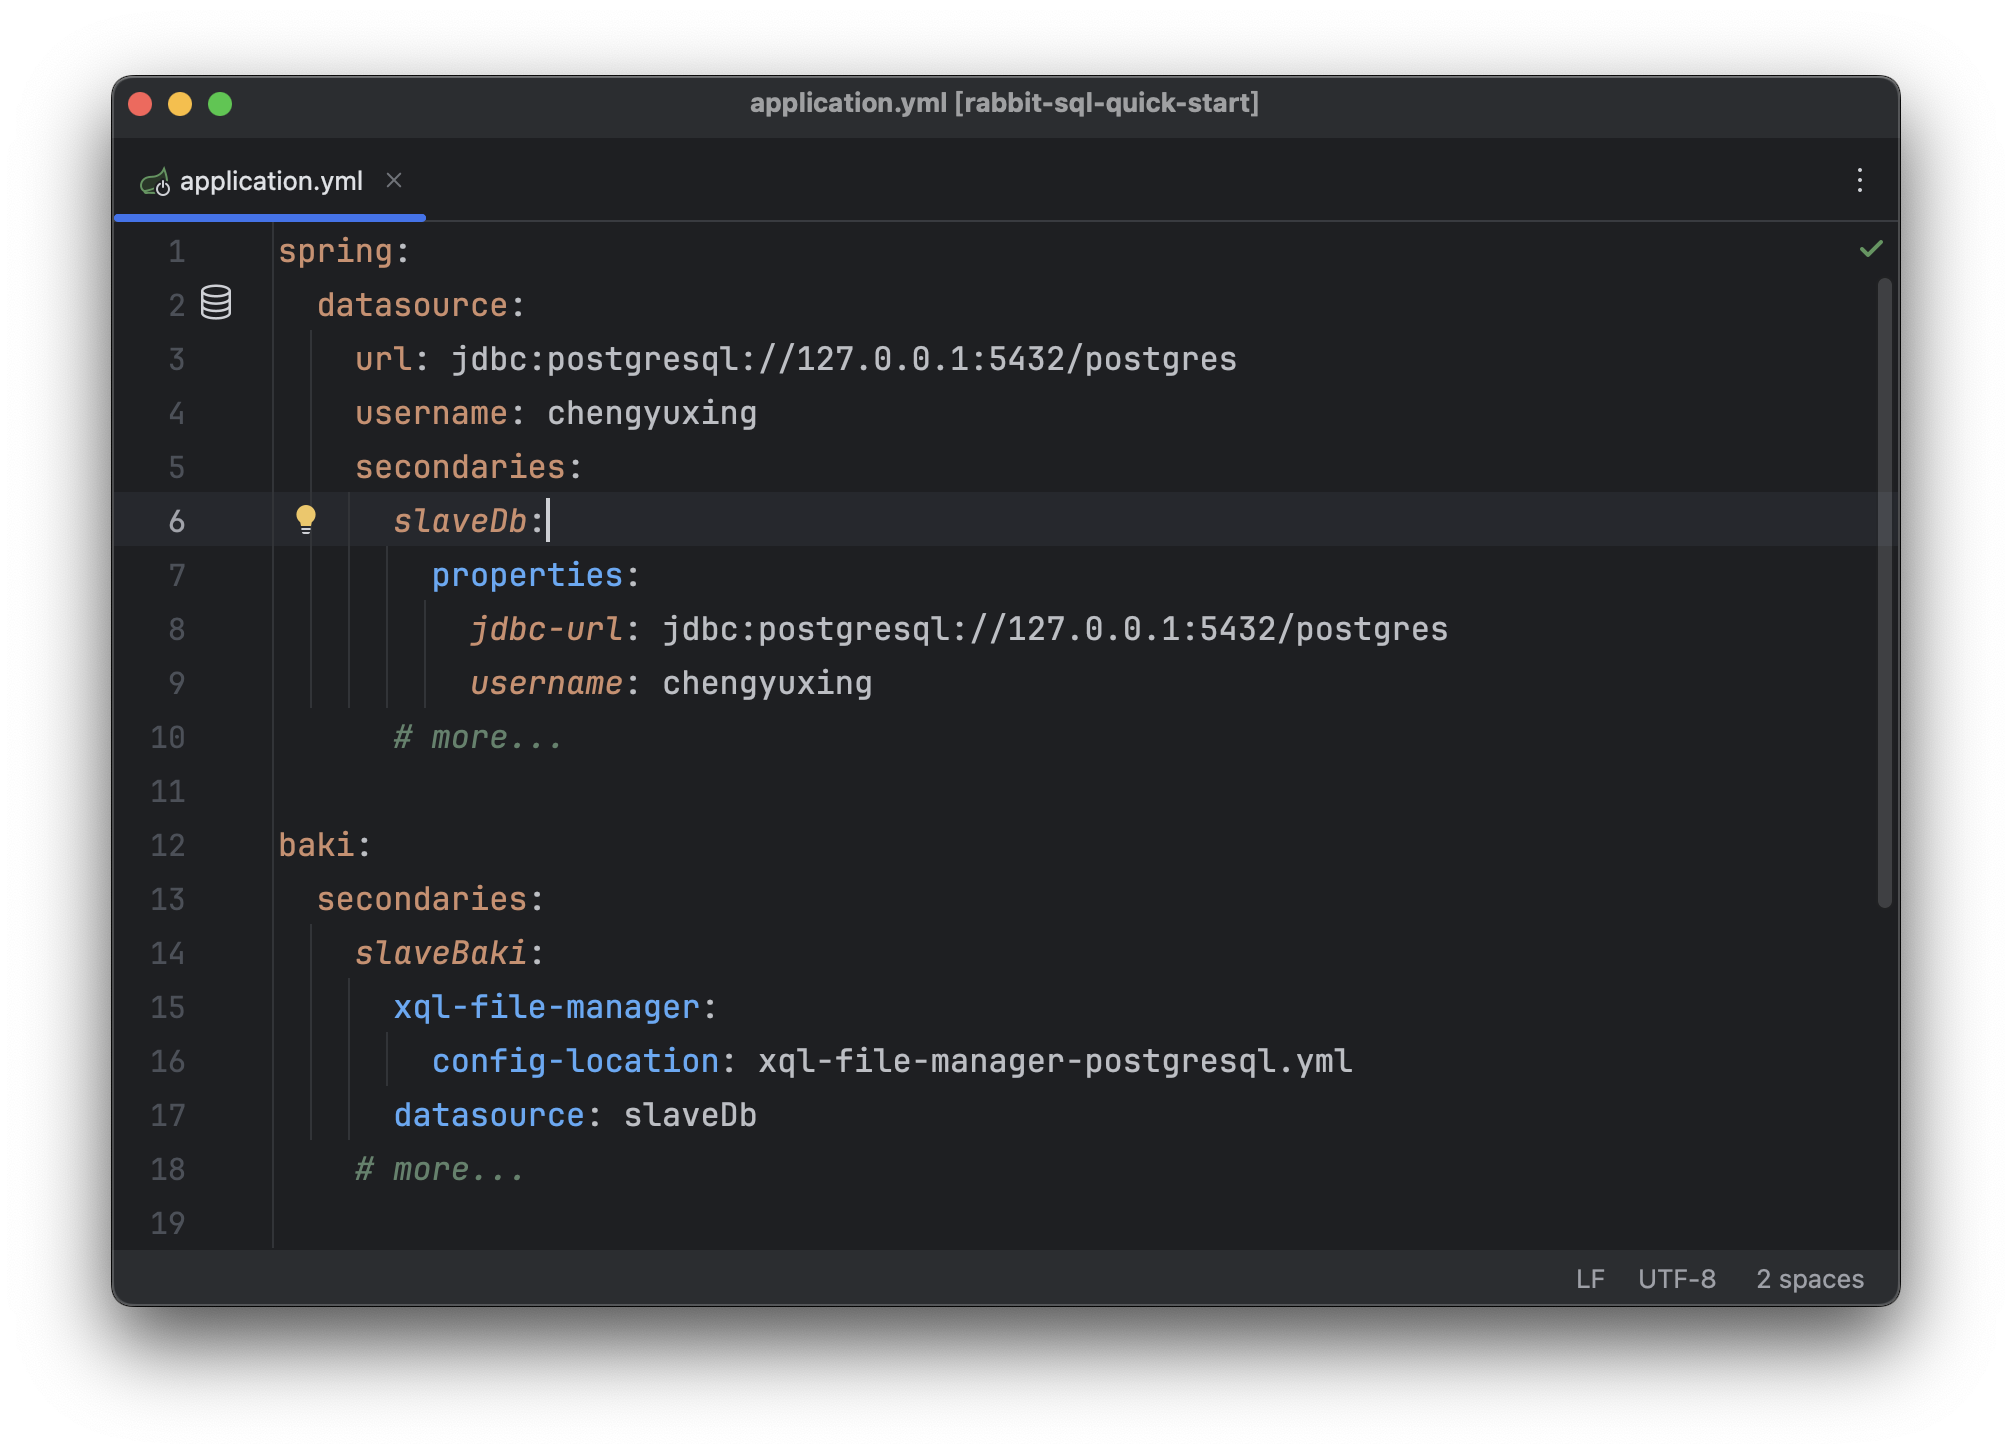 application.yml [rabbit-sql-quick-start]
application.yml
1 spring:
2   datasource:
3     url: jdbc:postgresql://127.0.0.1:5432/postgres
4     username: chengyuxing
5     secondaries:
6       slaveDb:
7         properties:
8           jdbc-url: jdbc:postgresql://127.0.0.1:5432/postgres
9           username: chengyuxing
10       # more...
11
12 baki:
13   secondaries:
14     slaveBaki:
15       xql-file-manager:
16         config-location: xql-file-manager-postgresql.yml
17       datasource: slaveDb
18     # more...
19
LF UTF-8 2 spaces